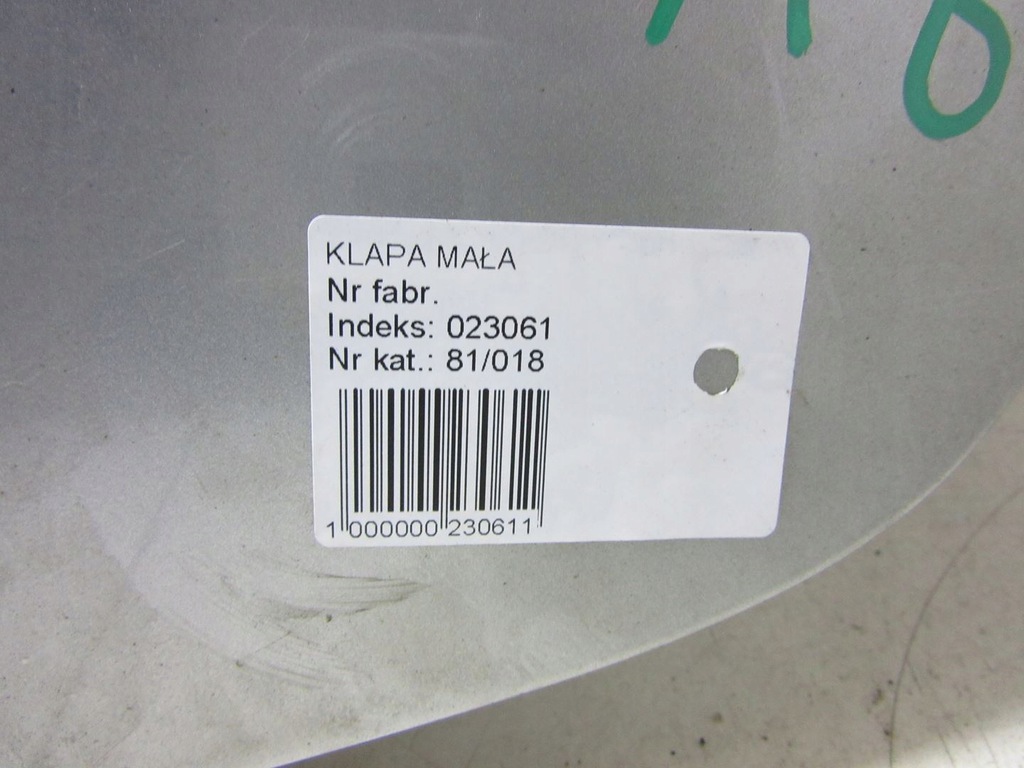 KLAPA MAŁA
Nr fabr.
Indeks: 023061
Nr kat.: 81/018
1 000000 230611